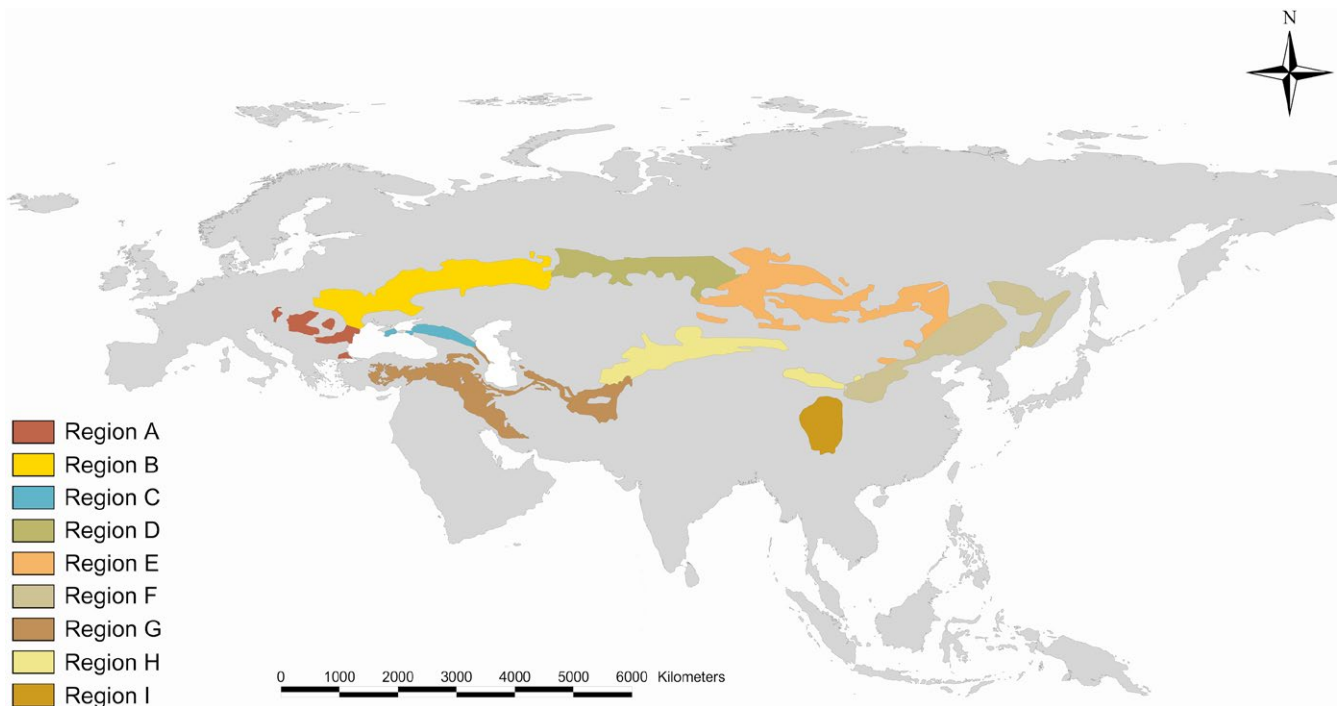 N
Region A
Region B
Region C
Region D
Region E
Region F
Region G
Region H
Region I
0 1000 2000 3000 4000 5000 6000 Kilometers